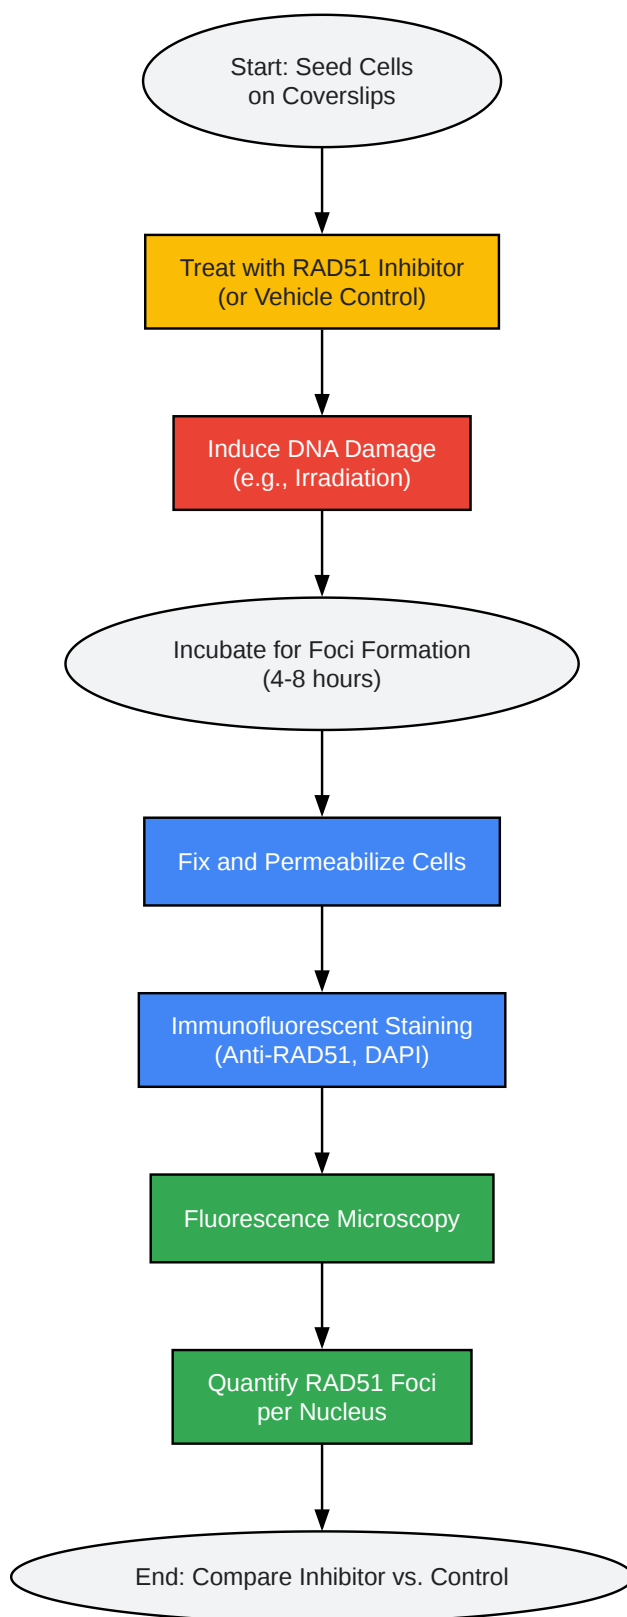 Start: Seed Cells
on Coverslips
Treat with RAD51 Inhibitor
(or Vehicle Control)
Induce DNA Damage
(e.g., Irradiation)
Incubate for Foci Formation
(4-8 hours)
Fix and Permeabilize Cells
Immunofluorescent Staining
(Anti-RAD51, DAPI)
Fluorescence Microscopy
Quantify RAD51 Foci
per Nucleus
End: Compare Inhibitor vs. Control